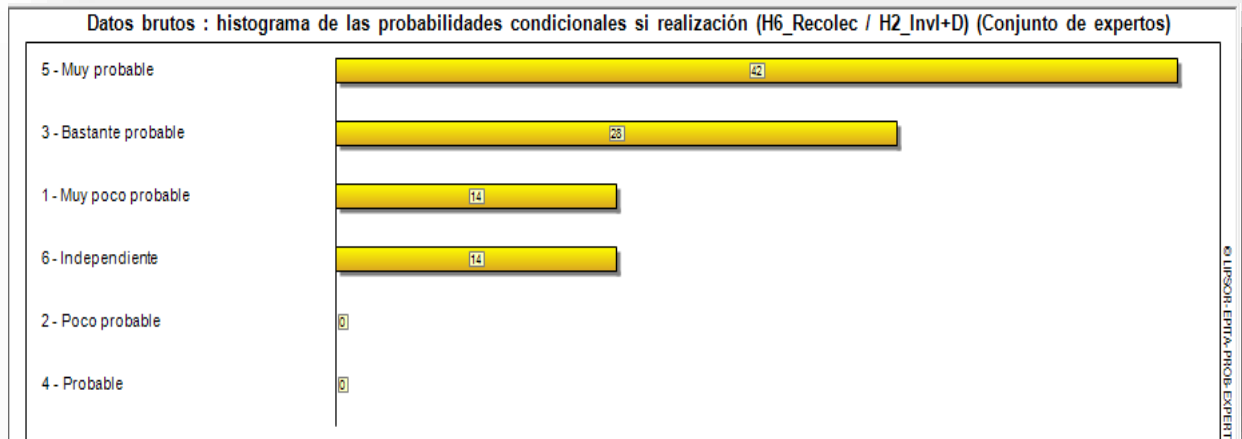 Datos brutos : histograma de las probabilidades condicionales si realización (H6_Recolec / H2_InvI+D) (Conjunto de expertos)
5 - Muy probable
42
3 - Bastante probable
28
1 - Muy poco probable
14
6 - Independiente
14
2 - Poco probable
0
4 - Probable
0
© LIPSOR-EPITA-PROB-EXPERT